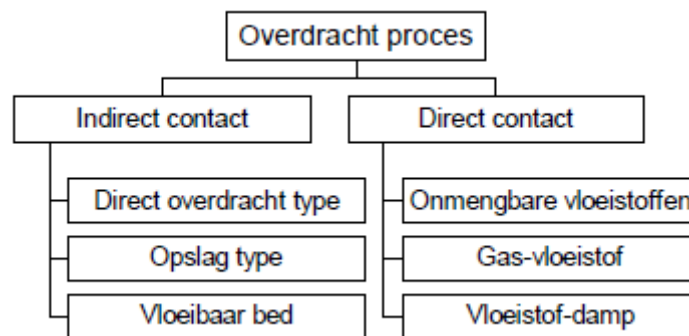 Overdracht proces
Indirect contact
Direct contact
Direct overdracht type
Onmengbare vloeistoffen
Opslag type
Gas-vloeistof
Vloeibaar bed
Vloeistof-damp